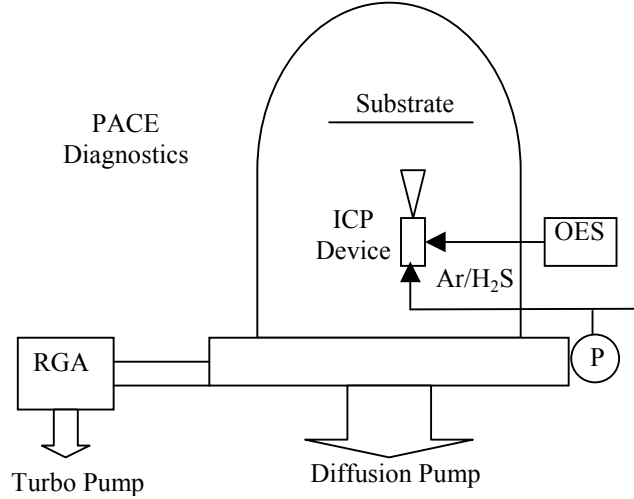 Substrate
PACE
Diagnostics
ICP
Device
OES
Ar/H₂S
P
RGA
Turbo Pump
Diffusion Pump